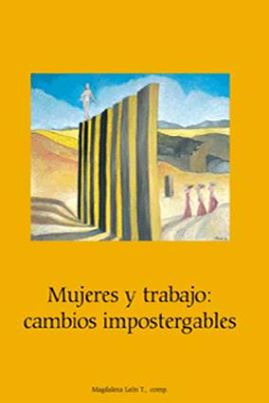 Mujeres y trabajo:
cambios impostergables
Magdalena León T., comp.